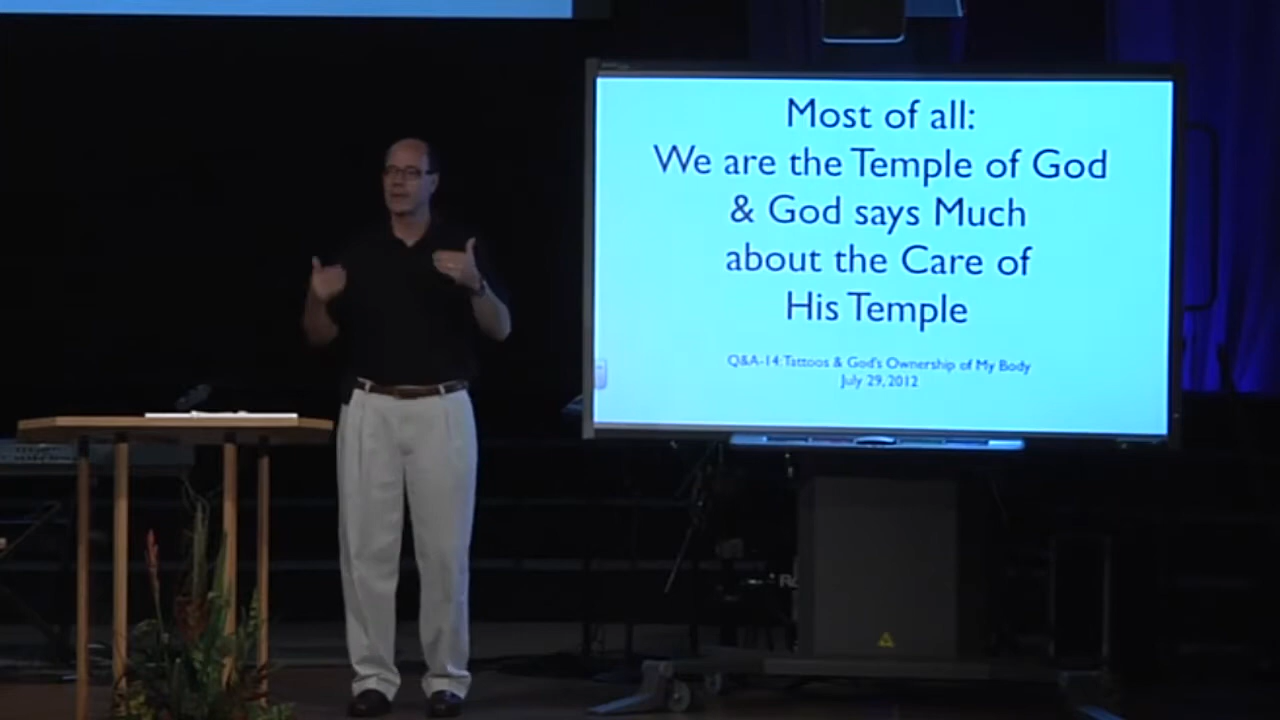 Most of all:
We are the Temple of God
& God says Much
about the Care of
His Temple
Q&A-14: Tattoos & God's Ownership of My Body
July 29, 2012